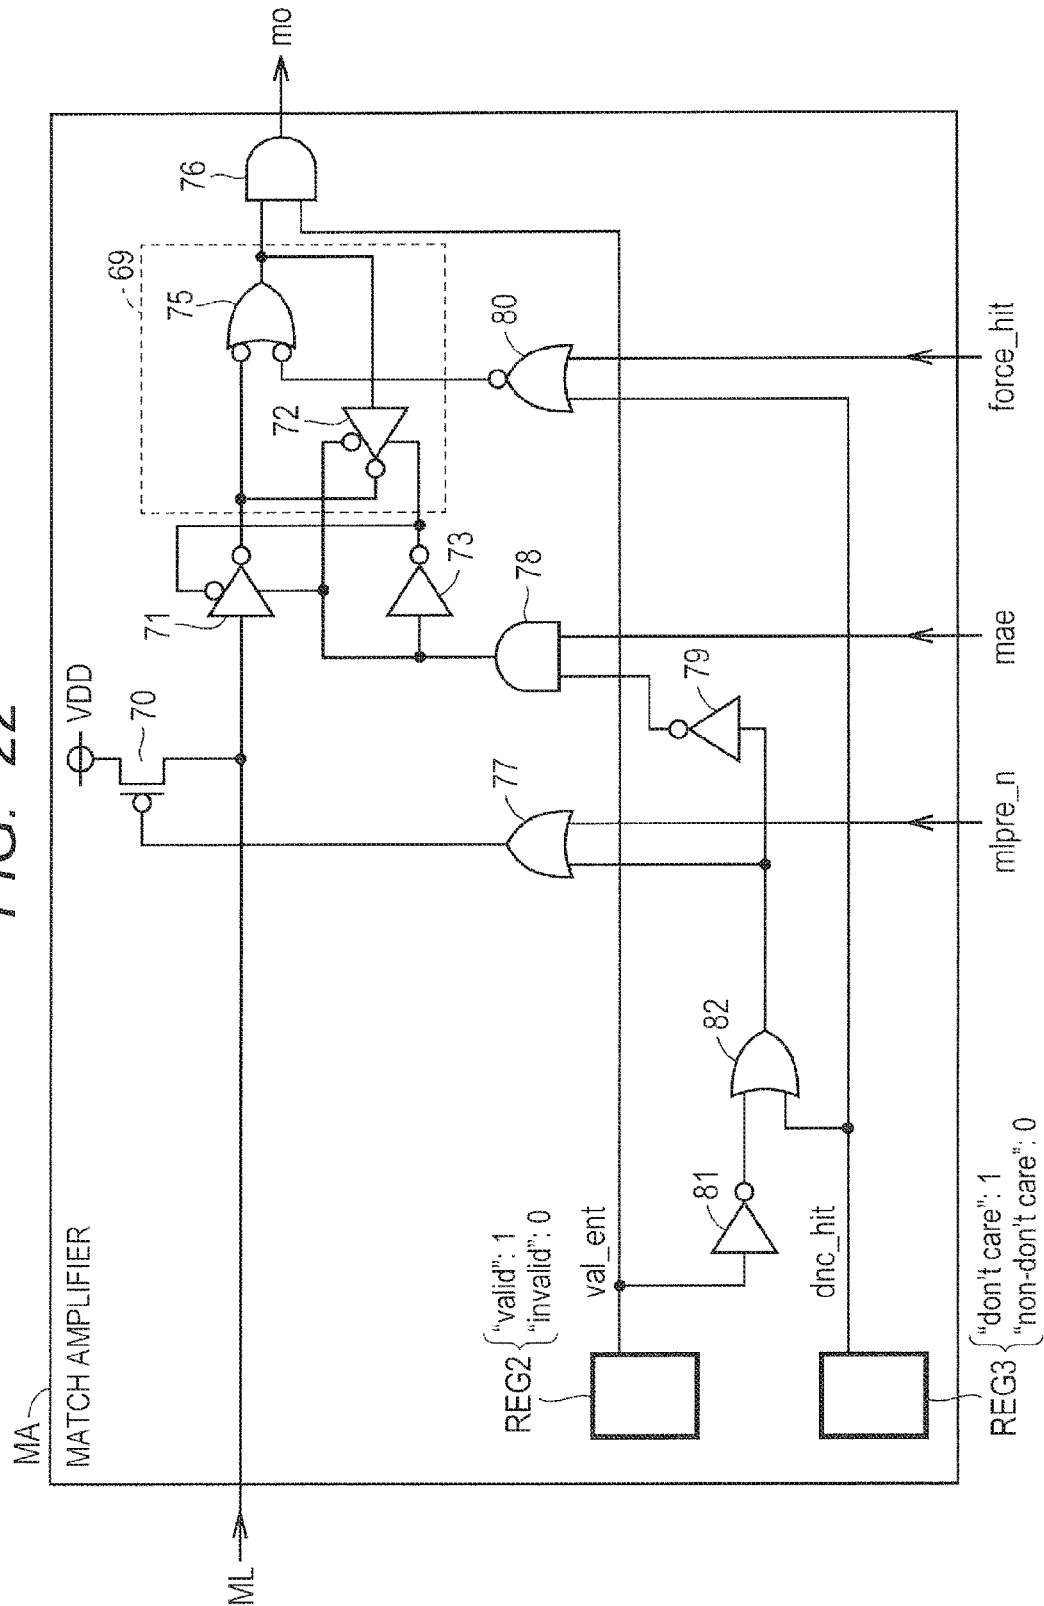 FIG. 22
MA
MATCH AMPLIFIER
ML
VDD
70
71
69
75
72
73
76
mo
REG2 { "valid": 1
"invalid": 0
val_ent
77
78
79
80
81
82
dnc_hit
REG3 { "don't care": 1
"non-don't care": 0
mlpre_n
mae
force_hit